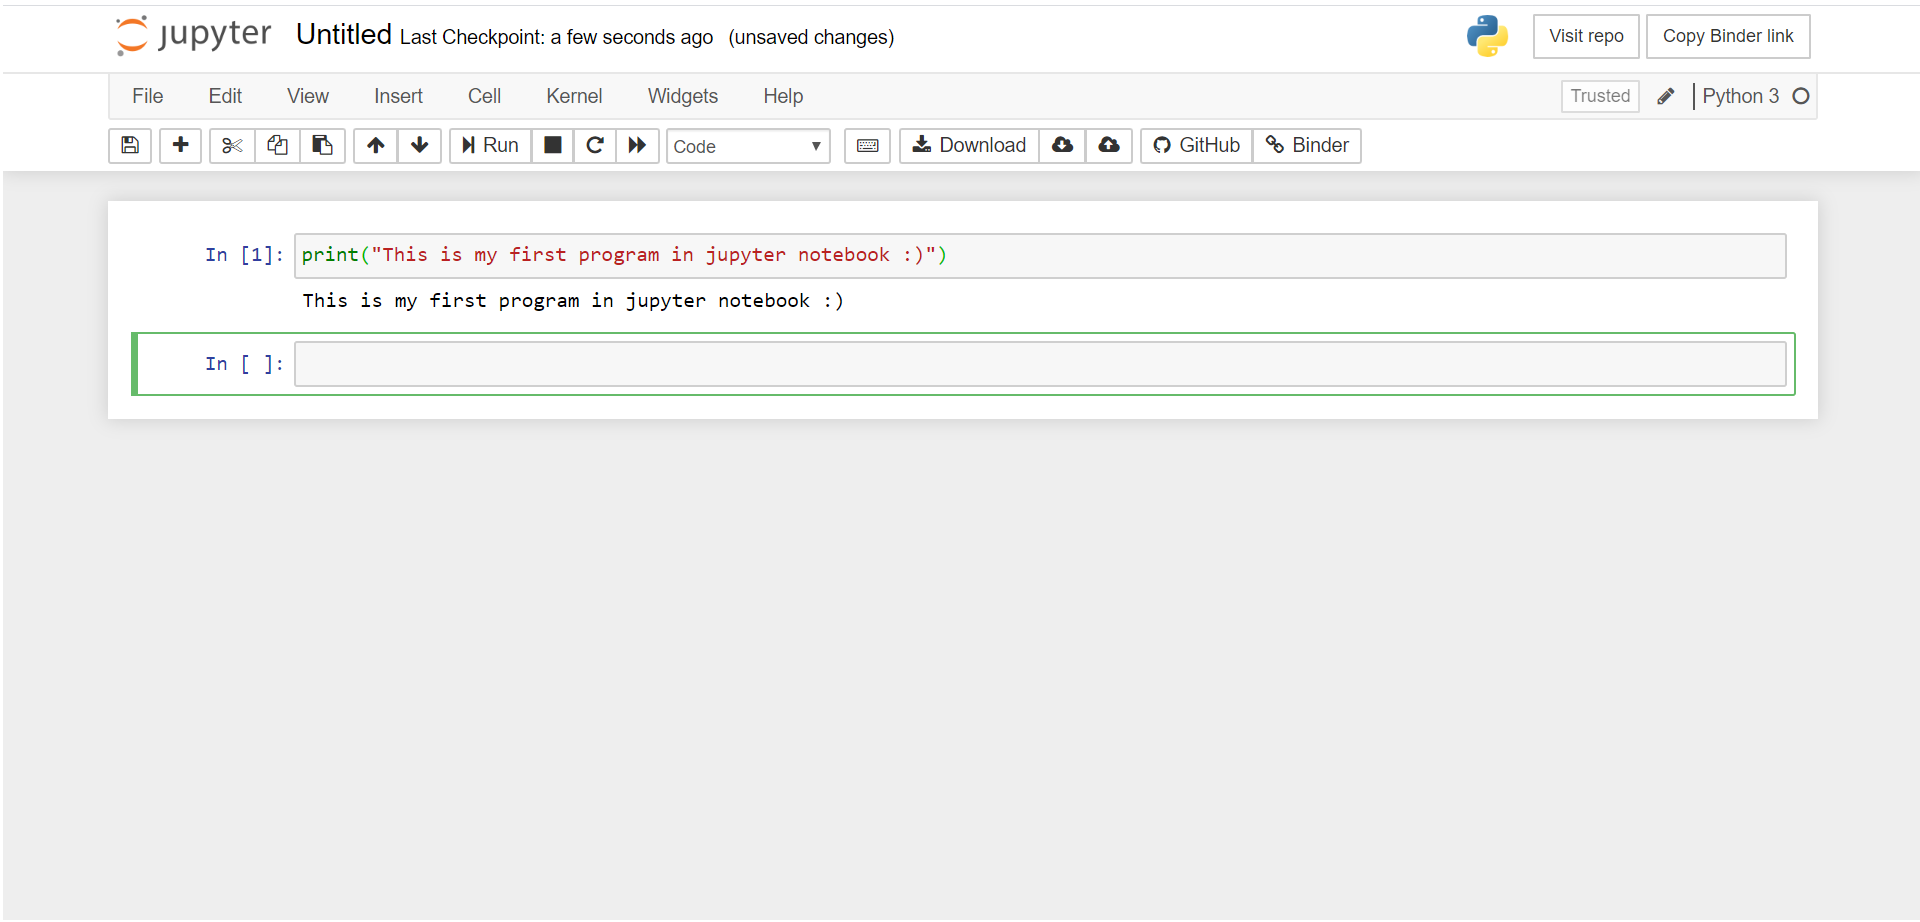 jupyter Untitled Last Checkpoint: a few seconds ago (unsaved changes) Visit repo Copy Binder link
File Edit View Insert Cell Kernel Widgets Help Trusted Python 3
Run Code Download GitHub Binder
In [1]: print("This is my first program in jupyter notebook :)")
This is my first program in jupyter notebook :)
In [ ]: